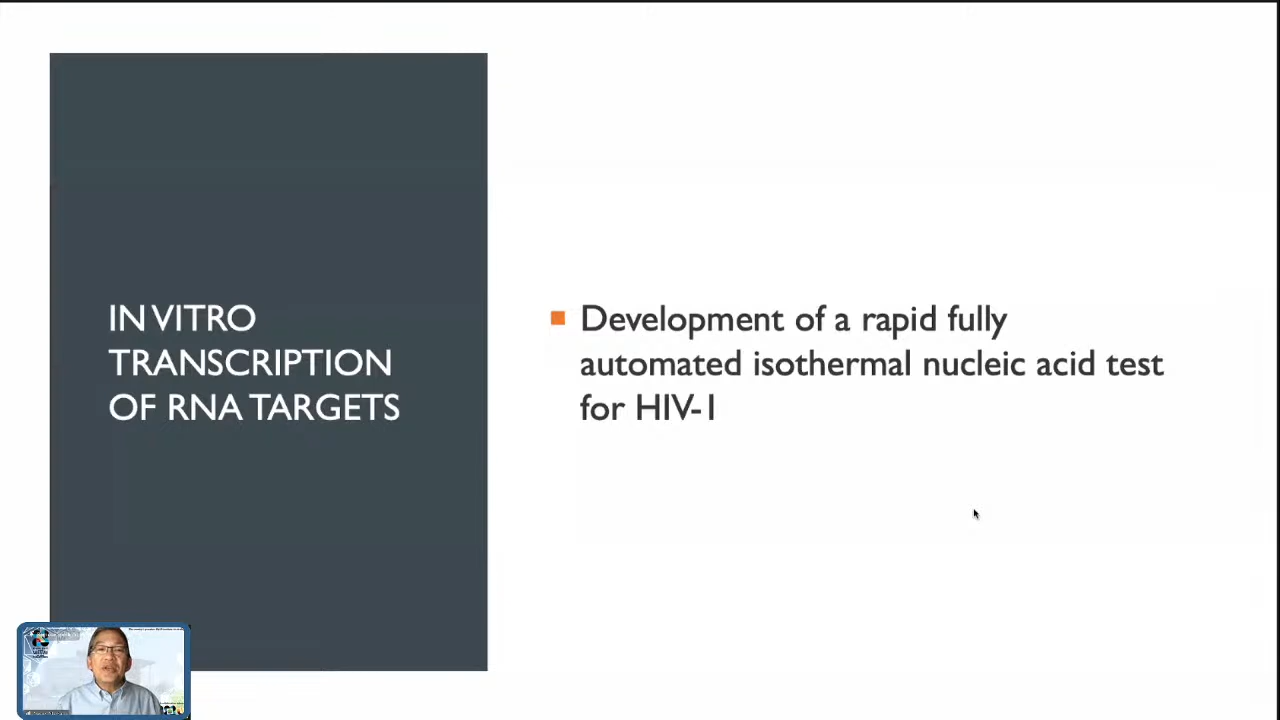 IN VITRO
TRANSCRIPTION
OF RNA TARGETS
Development of a rapid fully
automated isothermal nucleic acid test
for HIV-1